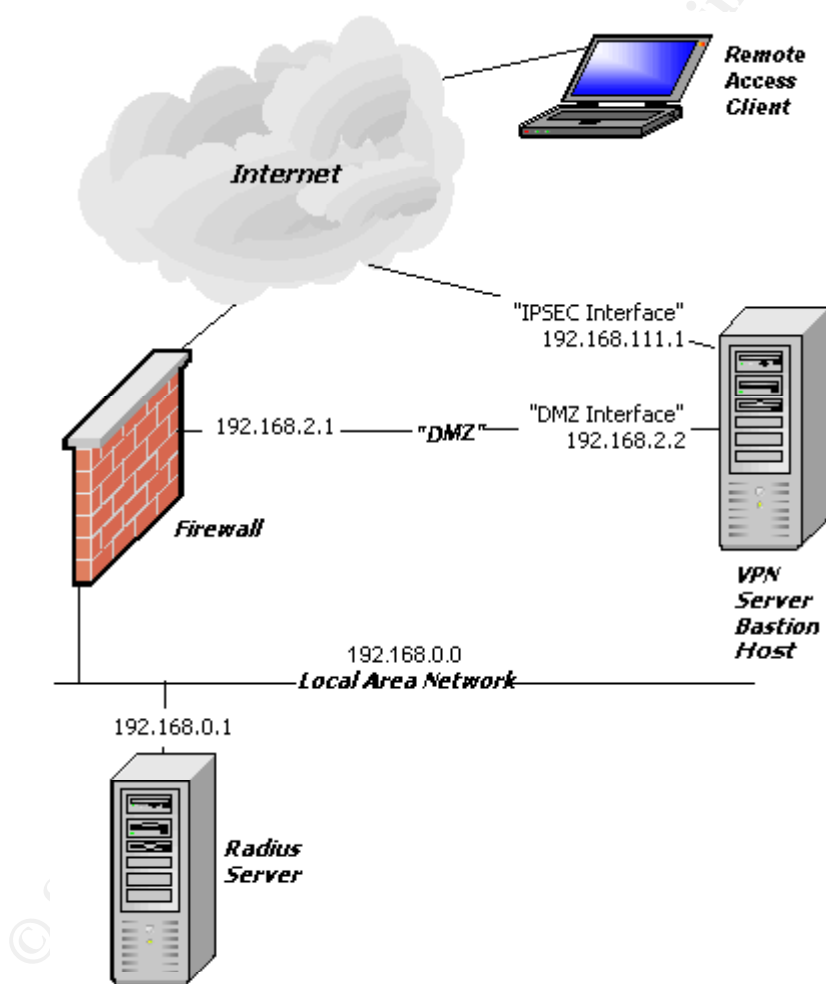 Remote
Access
Client
Internet
"IPSEC Interface"
192.168.111.1
192.168.2.1
"DMZ"
"DMZ Interface"
192.168.2.2
Firewall
VPN
Server
Bastion
Host
192.168.0.0
Local Area Network
192.168.0.1
Radius
Server